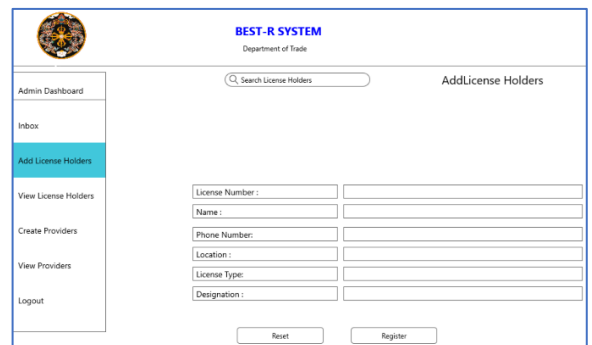 BEST-R SYSTEM
Department of Trade
Search License Holders
AddLicense Holders
Admin Dashboard
Inbox
Add License Holders
View License Holders
Create Providers
View Providers
Logout
License Number :
Name :
Phone Number:
Location :
License Type:
Designation :
Reset
Register